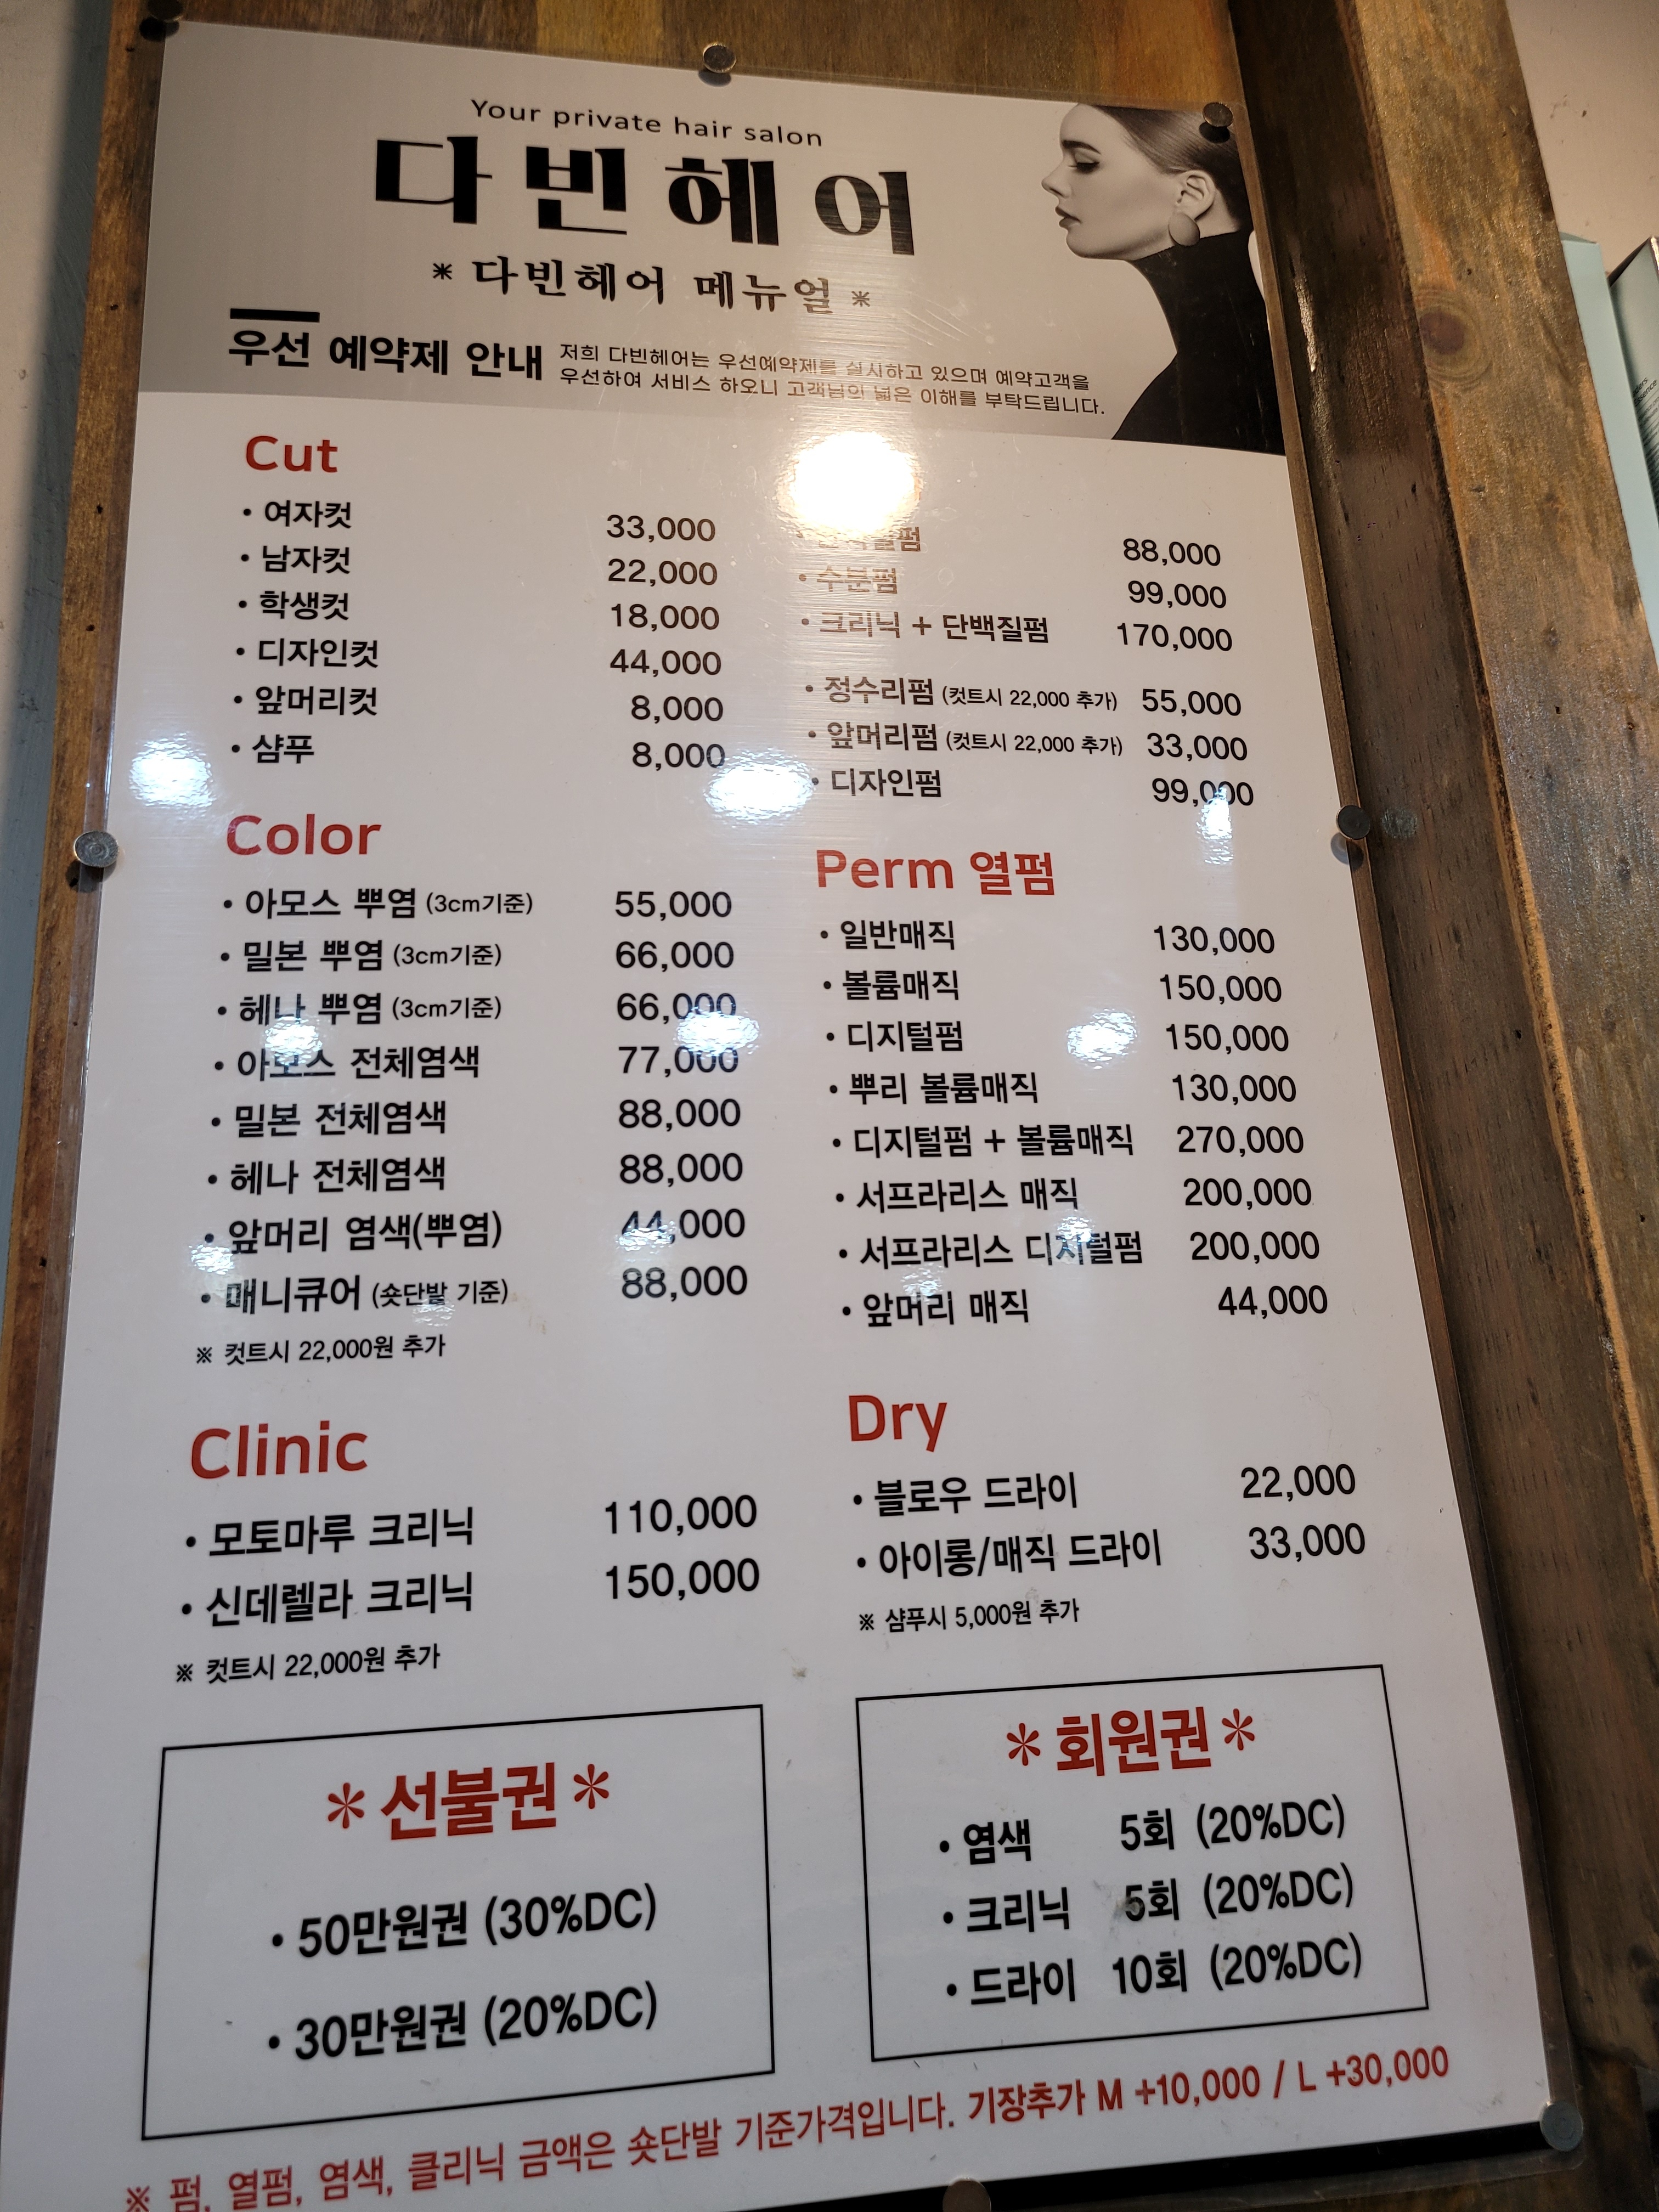 Your private hair salon
다빈헤어
* 다빈헤어 메뉴얼 *
우선 예약제 안내
저희 다빈헤어는 우선예약제를 실시하고 있으며 예약고객을
우선하여 서비스 하오니 고객님의 넓은 이해를 부탁드립니다.
Cut
• 여자컷 33,000
• 남자컷 22,000
• 학생컷 18,000
• 디자인컷 44,000
• 앞머리컷 8,000
• 샴푸 8,000
Color
• 아모스 뿌염 (3cm기준) 55,000
• 밀본 뿌염 (3cm기준) 66,000
• 헤나 뿌염 (3cm기준) 66,000
• 아모스 전체염색 77,000
• 밀본 전체염색 88,000
• 헤나 전체염색 88,000
• 앞머리 염색(뿌염) 44,000
• 매니큐어 (숏단발 기준) 88,000
※ 컷트시 22,000원 추가
Clinic
• 모토마루 크리닉 110,000
• 신데렐라 크리닉 150,000
※ 컷트시 22,000원 추가
88,000
• 수분펌 99,000
• 크리닉 + 단백질펌 170,000
• 정수리펌 (컷트시 22,000 추가) 55,000
• 앞머리펌 (컷트시 22,000 추가) 33,000
• 디자인펌 99,000
Perm 열펌
• 일반매직 130,000
• 볼륨매직 150,000
• 디지털펌 150,000
• 뿌리 볼륨매직 130,000
• 디지털펌 + 볼륨매직 270,000
• 서프라리스 매직 200,000
• 서프라리스 디지털펌 200,000
• 앞머리 매직 44,000
Dry
• 블로우 드라이 22,000
• 아이롱/매직 드라이 33,000
※ 샴푸시 5,000원 추가
* 선불권 *
• 50만원권 (30%DC)
• 30만원권 (20%DC)
* 회원권 *
• 염색 5회 (20%DC)
• 크리닉 5회 (20%DC)
• 드라이 10회 (20%DC)
※ 펌, 열펌, 염색, 클리닉 금액은 숏단발 기준가격입니다. 기장추가 M +10,000 / L +30,000